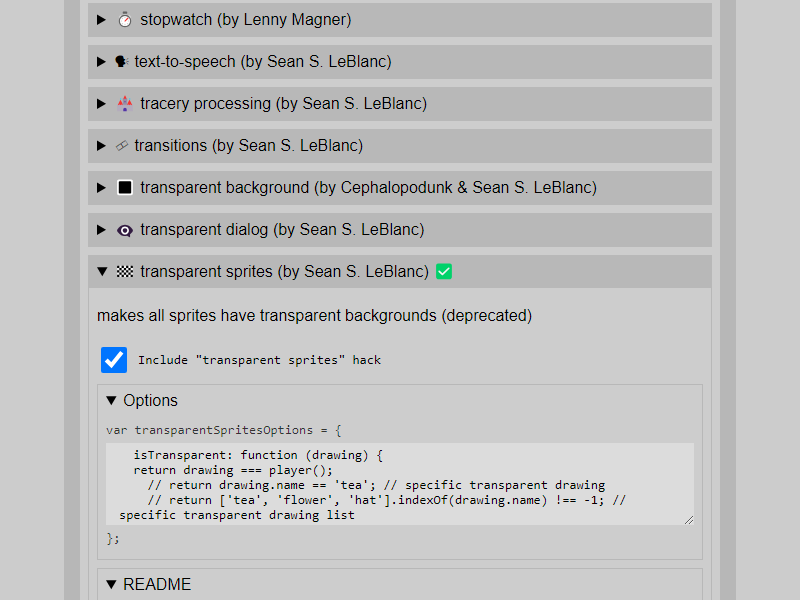 stopwatch (by Lenny Magner)
text-to-speech (by Sean S. LeBlanc)
tracery processing (by Sean S. LeBlanc)
transitions (by Sean S. LeBlanc)
transparent background (by Cephalopodunk & Sean S. LeBlanc)
transparent dialog (by Sean S. LeBlanc)
transparent sprites (by Sean S. LeBlanc)
makes all sprites have transparent backgrounds (deprecated)
Include "transparent sprites" hack
Options
var transparentSpritesOptions = {
isTransparent: function (drawing) {
return drawing === player();
// return drawing.name == 'tea'; // specific transparent drawing
// return ['tea', 'flower', 'hat'].indexOf(drawing.name) !== -1; //
specific transparent drawing list
};
README